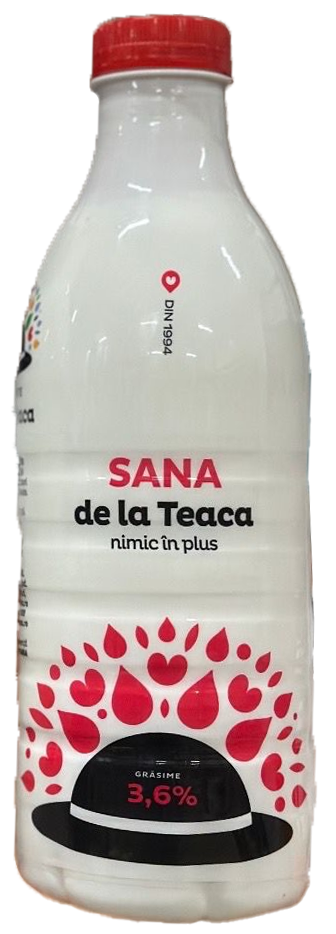 DIN 1994
SANA
de la Teaca
nimic în plus
GRĂSIME
3,6%